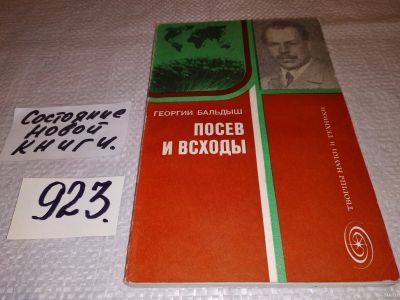 Состояние
новой
книги.
923.
ГЕОРГИЙ БАЛЬДЫШ
ПОСЕВ
И ВСХОДЫ
ТВОРЦЫ НАУКИ И ТЕХНИКИ